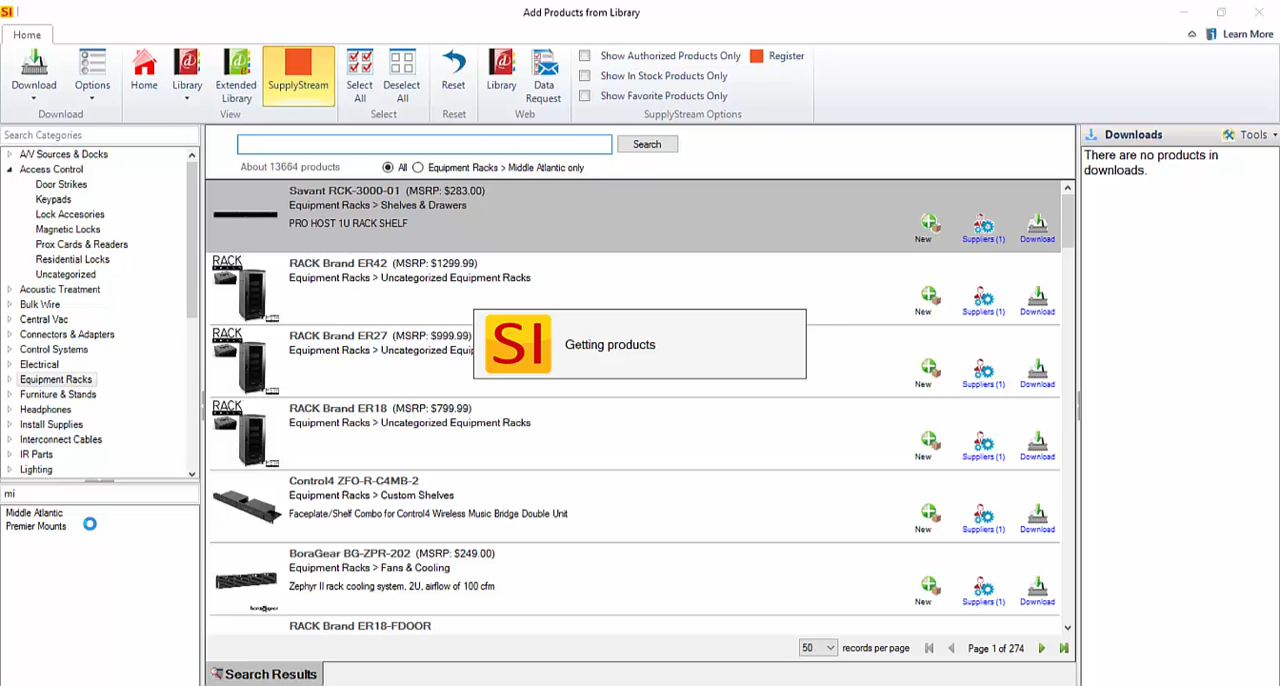 SI
Add Products from Library
Home
Learn More
Download
Options
Home
Library
Extended Library
SupplyStream
Select All
Deselect All
Reset
Library
Data Request
Show Authorized Products Only
Register
Show In Stock Products Only
Show Favorite Products Only
Download
View
Select
Reset
Web
SupplyStream Options
Search Categories
A/V Sources & Docks
Access Control
Door Strikes
Keypads
Lock Accesories
Magnetic Locks
Prox Cards & Readers
Residential Locks
Uncategorized
Acoustic Treatment
Bulk Wire
Central Vac
Connectors & Adapters
Control Systems
Electrical
Equipment Racks
Furniture & Stands
Headphones
Install Supplies
Interconnect Cables
IR Parts
Lighting
mi
Middle Atlantic
Premier Mounts
Search
About 13664 products
All
Equipment Racks > Middle Atlantic only
Savant RCK-3000-01 (MSRP: $283.00)
Equipment Racks > Shelves & Drawers
PRO HOST 1U RACK SHELF
New
Suppliers (1)
Download
RACK
RACK Brand ER42 (MSRP: $1299.99)
Equipment Racks > Uncategorized Equipment Racks
New
Suppliers (1)
Download
RACK
RACK Brand ER27 (MSRP: $999.99)
Equipment Racks > Uncategorized Equip
New
Suppliers (1)
Download
SI
Getting products
RACK
RACK Brand ER18 (MSRP: $799.99)
Equipment Racks > Uncategorized Equipment Racks
New
Suppliers (1)
Download
Control4 ZFO-R-C4MB-2
Equipment Racks > Custom Shelves
Faceplate/Shelf Combo for Control4 Wireless Music Bridge Double Unit
New
Suppliers (1)
Download
BoraGear BG-ZPR-202 (MSRP: $249.00)
Equipment Racks > Fans & Cooling
Zephyr II rack cooling system, 2U, airflow of 100 cfm
boragear
New
Suppliers (1)
Download
RACK Brand ER18-FDOOR
50
records per page
Page 1 of 274
Search Results
Downloads
Tools
There are no products in
downloads.